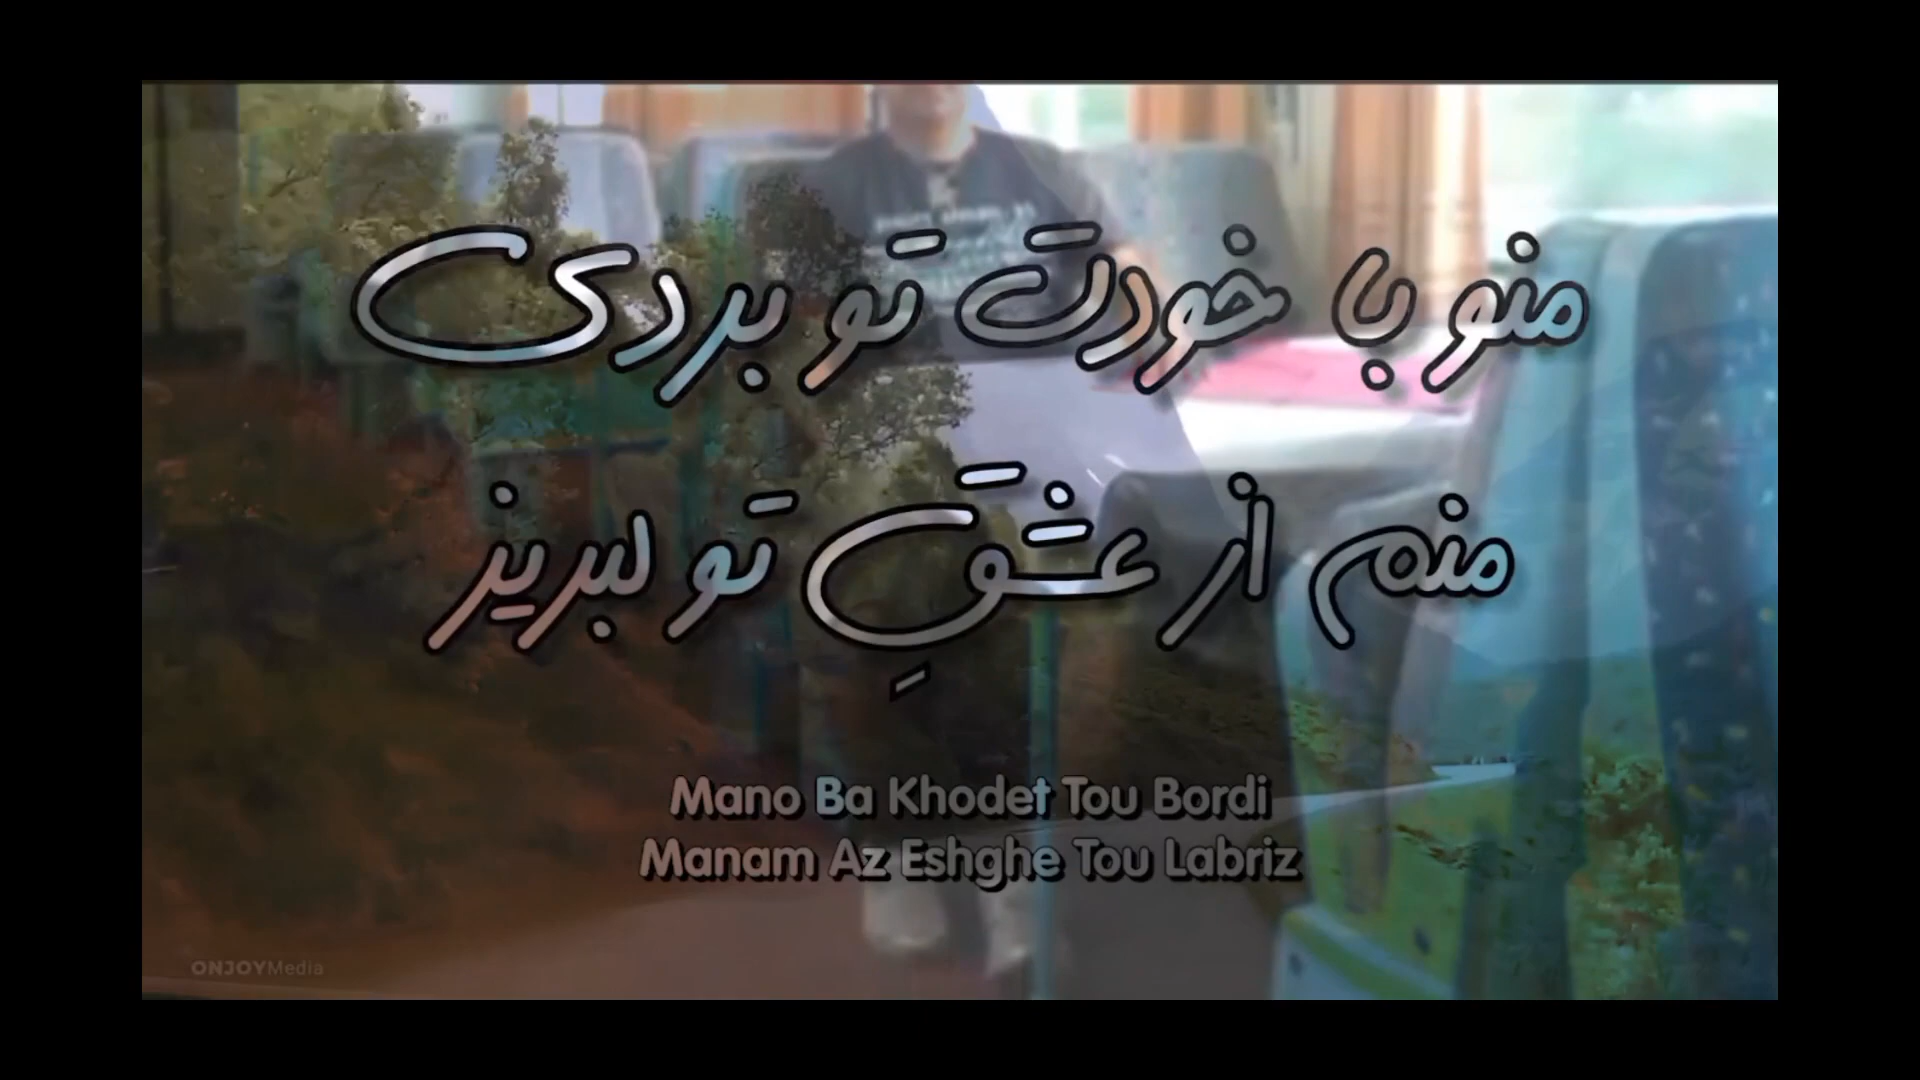 منو با خودت تو بردی
منم از عشقِ تو لبریز
Mano Ba Khodet Tou Bordi
Manam Az Eshghe Tou Labriz
ONJOYMedia